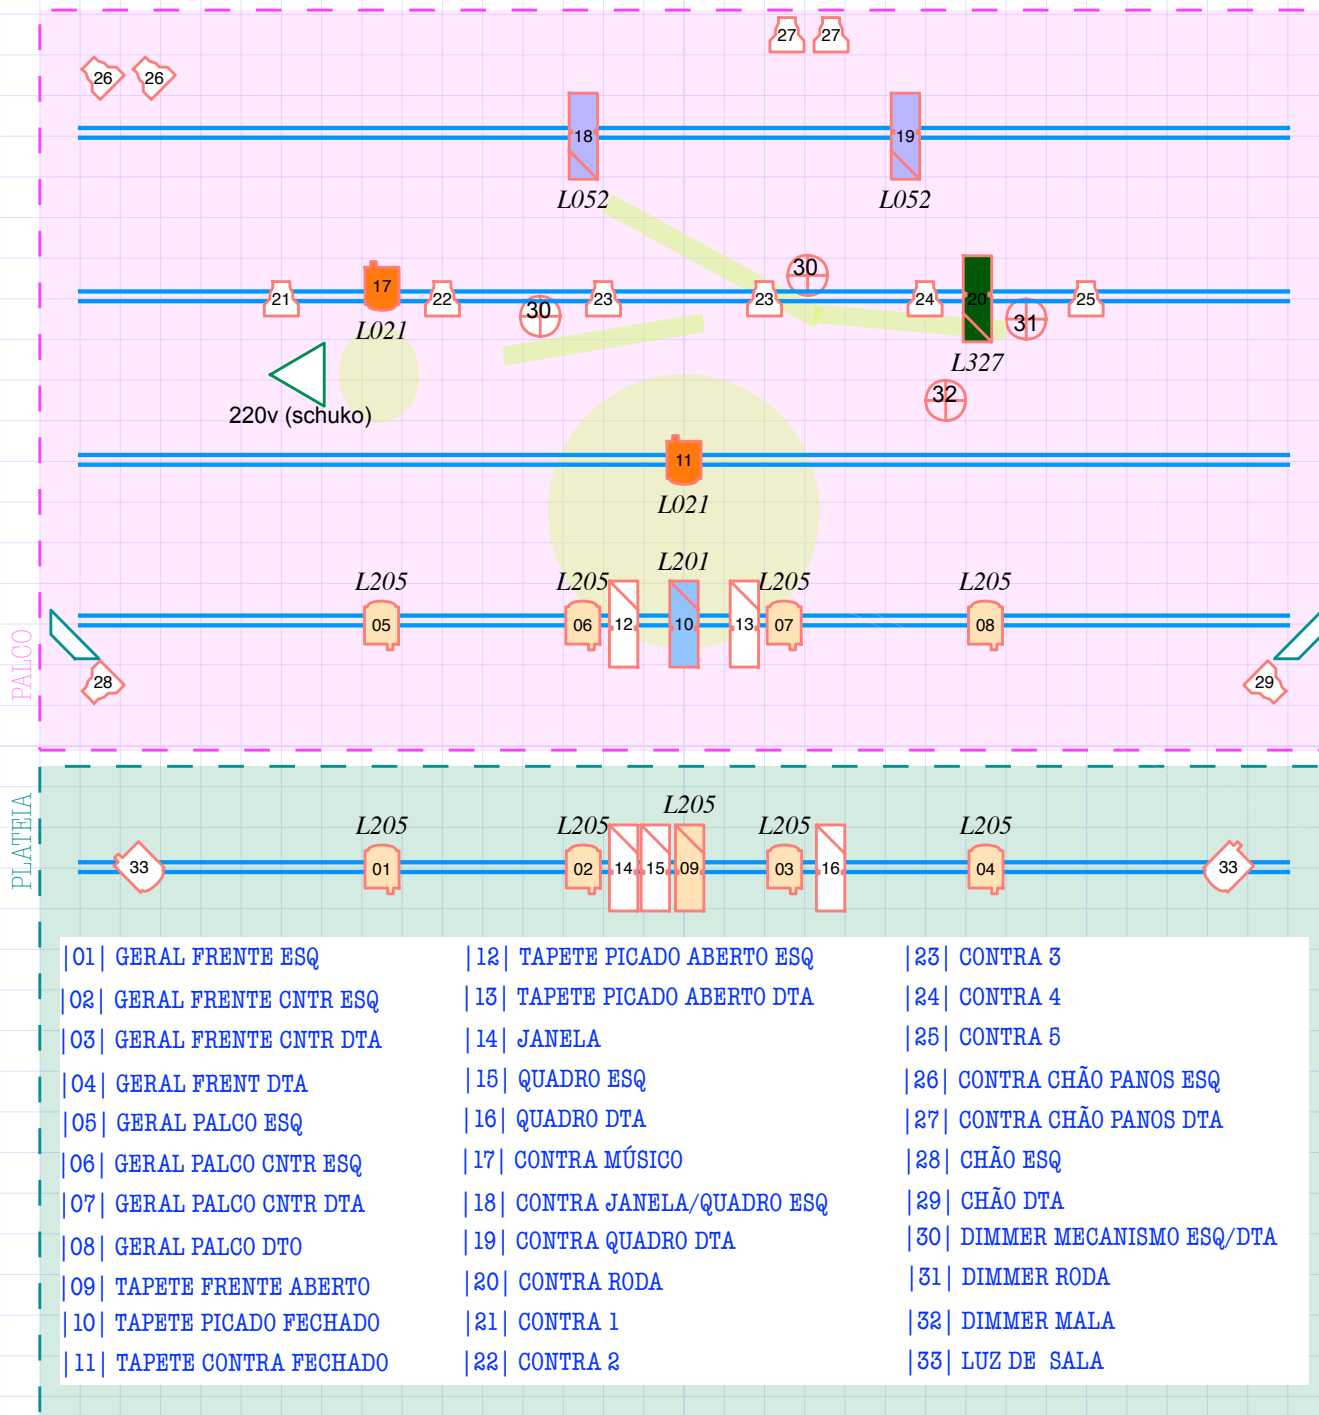 27 27
26 26
18 19
L052 L052
30
17
21 22 23 23 24 20 25
30 31
L021
L327
32
220v (schuko)
11
L021
L201
L205 L205 L205 L205
05 06 12 10 13 07 08
PALCO
28 29
PLATEIA
L205
L205 L205 L205 L205
33 01 02 14 15 09 03 16 04 33
|01| GERAL FRENTE ESQ
|02| GERAL FRENTE CNTR ESQ
|03| GERAL FRENTE CNTR DTA
|04| GERAL FRENT DTA
|05| GERAL PALCO ESQ
|06| GERAL PALCO CNTR ESQ
|07| GERAL PALCO CNTR DTA
|08| GERAL PALCO DTO
|09| TAPETE FRENTE ABERTO
|10| TAPETE PICADO FECHADO
|11| TAPETE CONTRA FECHADO
|12| TAPETE PICADO ABERTO ESQ
|13| TAPETE PICADO ABERTO DTA
|14| JANELA
|15| QUADRO ESQ
|16| QUADRO DTA
|17| CONTRA MÚSICO
|18| CONTRA JANELA/QUADRO ESQ
|19| CONTRA QUADRO DTA
|20| CONTRA RODA
|21| CONTRA 1
|22| CONTRA 2
|23| CONTRA 3
|24| CONTRA 4
|25| CONTRA 5
|26| CONTRA CHÃO PANOS ESQ
|27| CONTRA CHÃO PANOS DTA
|28| CHÃO ESQ
|29| CHÃO DTA
|30| DIMMER MECANISMO ESQ/DTA
|31| DIMMER RODA
|32| DIMMER MALA
|33| LUZ DE  SALA